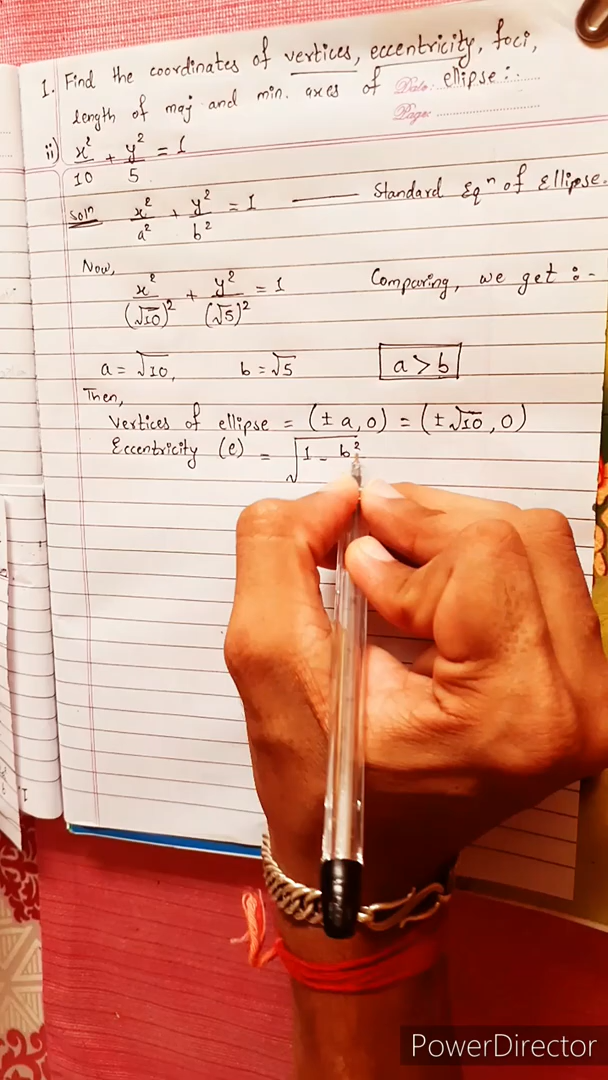 1. Find the coordinates of vertices, eccentricity, foci,
length of maj and min. axes of ellipse :-
Date: ..................
Page: ..................
ii) x²/10 + y²/5 = 1
Solⁿ x²/a² + y²/b² = 1 —— Standard Eqⁿ of Ellipse.
Now,
x²/(√10)² + y²/(√5)² = 1 Comparing, we get :-
a = √10, b = √5 a > b
Then,
Vertices of ellipse = (± a, 0) = (± √10, 0)
Eccentricity (e) = √1 - b²
PowerDirector